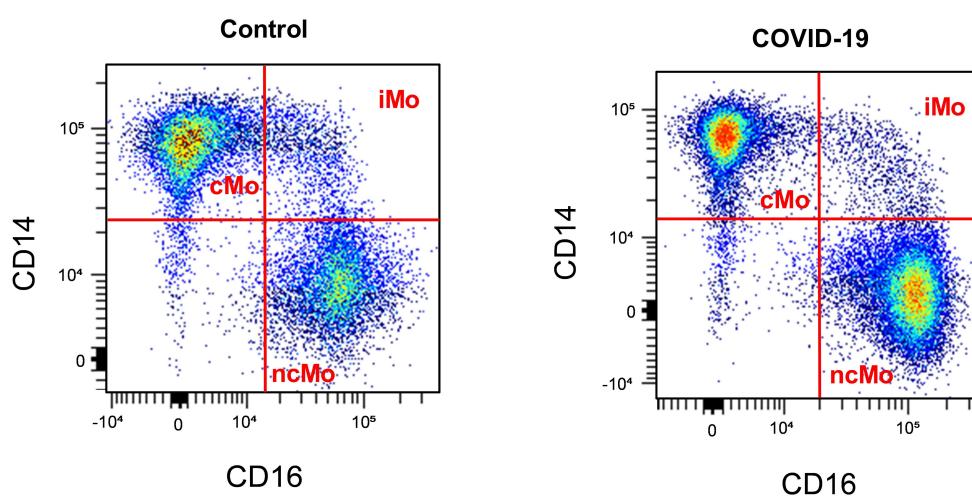 Control
COVID-19
iMo
cMo
ncMo
10⁵
10⁴
0
-10⁴
0
10⁴
10⁵
CD14
CD16
iMo
cMo
ncMo
10⁵
10⁴
0
-10⁴
0
10⁴
10⁵
CD14
CD16